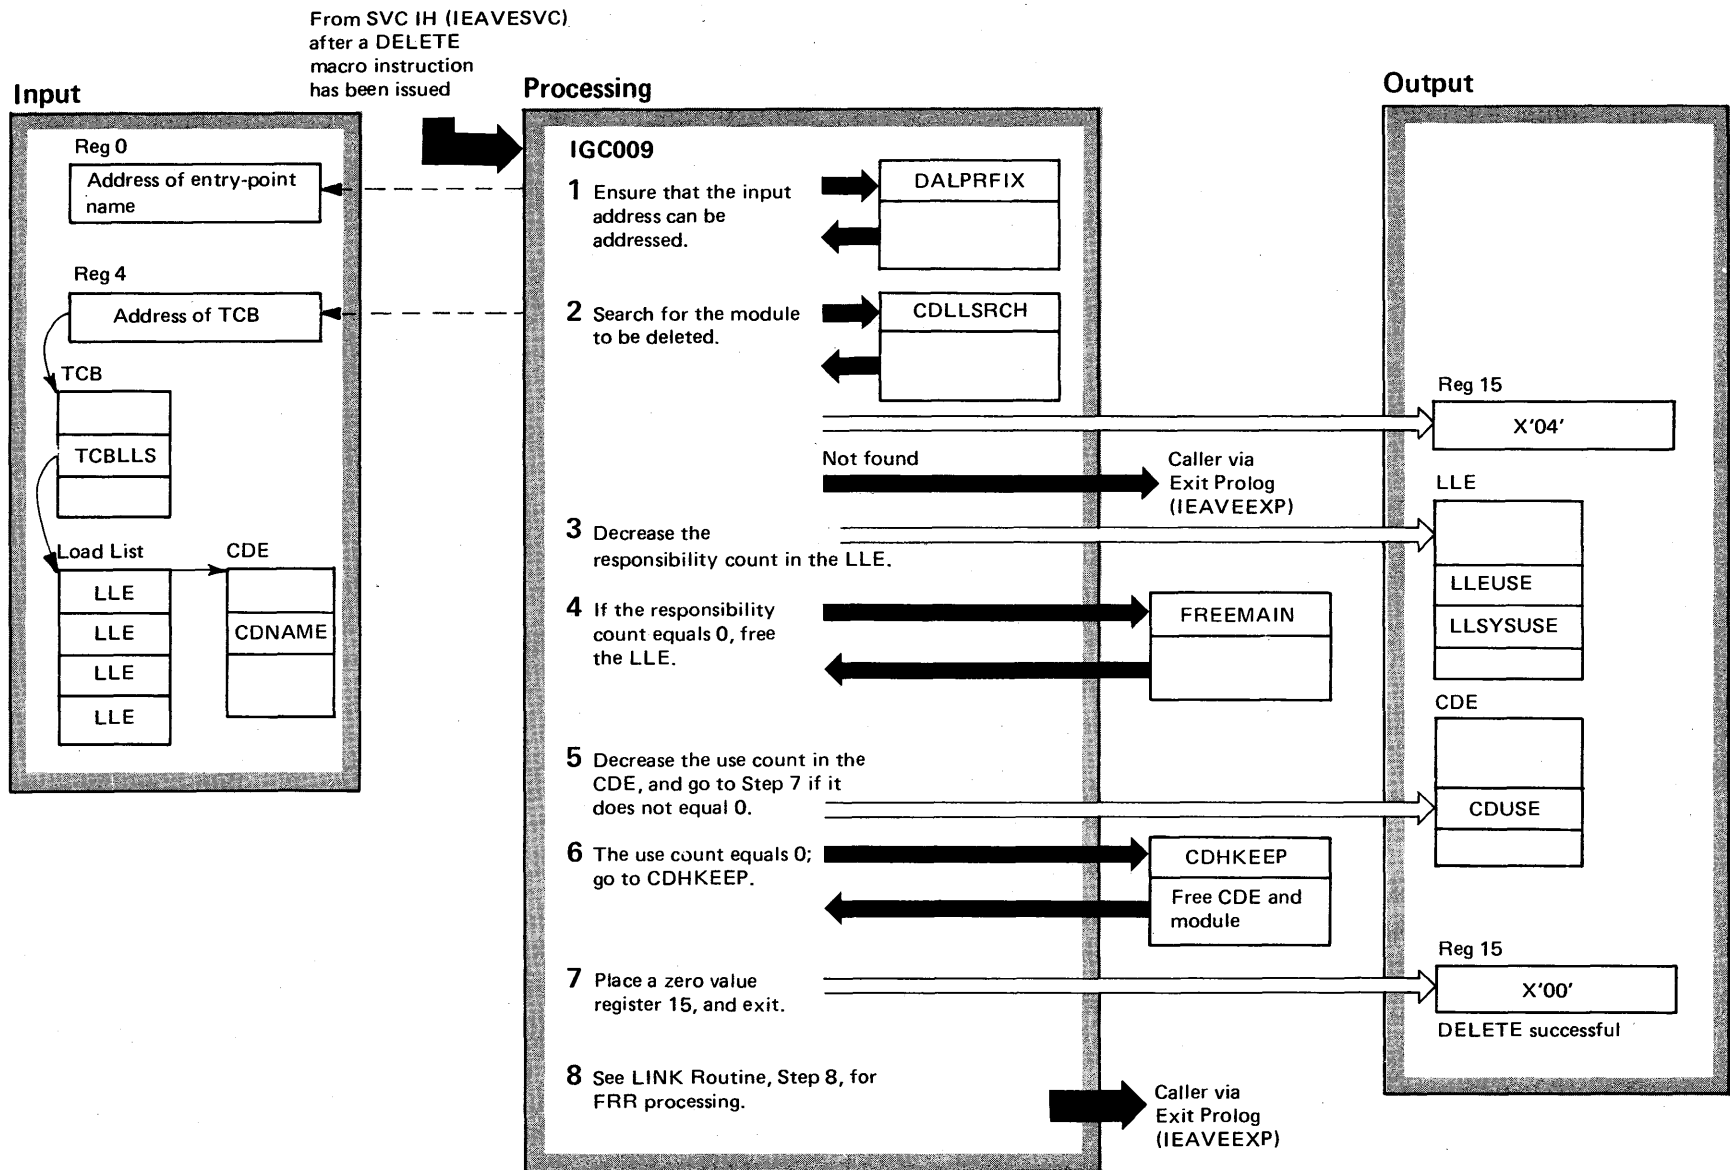 From SVC IH (IEAVESVC)
after a DELETE
macro instruction
has been issued
Input
Reg 0
Address of entry-point
name
Reg 4
Address of TCB
TCB
TCBLLS
Load List
CDE
LLE
LLE
LLE
LLE
CDNAME
Processing
IGC009
1 Ensure that the input
address can be
addressed.
DALPRFIX
2 Search for the module
to be deleted.
CDLLSRCH
Not found
Caller via
Exit Prolog
(IEAVEEXP)
3 Decrease the
responsibility count in the LLE.
4 If the responsibility
count equals 0, free
the LLE.
FREEMAIN
5 Decrease the use count in the
CDE, and go to Step 7 if it
does not equal 0.
6 The use count equals 0;
go to CDHKEEP.
CDHKEEP
Free CDE and
module
7 Place a zero value
register 15, and exit.
8 See LINK Routine, Step 8, for
FRR processing.
Caller via
Exit Prolog
(IEAVEEXP)
Output
Reg 15
X'04'
LLE
LLEUSE
LLSYSUSE
CDE
CDUSE
Reg 15
X'00'
DELETE successful